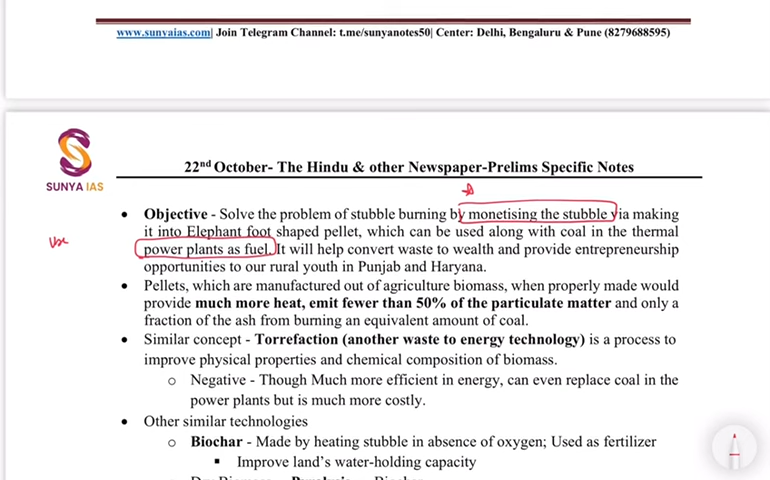 www.sunyaias.com| Join Telegram Channel: t.me/sunyanotes50| Center: Delhi, Bengaluru & Pune (8279688595)
SUNYA IAS
22nd October- The Hindu & other Newspaper-Prelims Specific Notes
• Objective - Solve the problem of stubble burning by monetising the stubble via making
it into Elephant foot shaped pellet, which can be used along with coal in the thermal
use
power plants as fuel. It will help convert waste to wealth and provide entrepreneurship
opportunities to our rural youth in Punjab and Haryana.
• Pellets, which are manufactured out of agriculture biomass, when properly made would
provide much more heat, emit fewer than 50% of the particulate matter and only a
fraction of the ash from burning an equivalent amount of coal.
• Similar concept - Torrefaction (another waste to energy technology) is a process to
improve physical properties and chemical composition of biomass.
o Negative - Though Much more efficient in energy, can even replace coal in the
power plants but is much more costly.
• Other similar technologies
o Biochar - Made by heating stubble in absence of oxygen; Used as fertilizer
▪ Improve land's water-holding capacity
Dry Biomass Pyrolysis Biochar